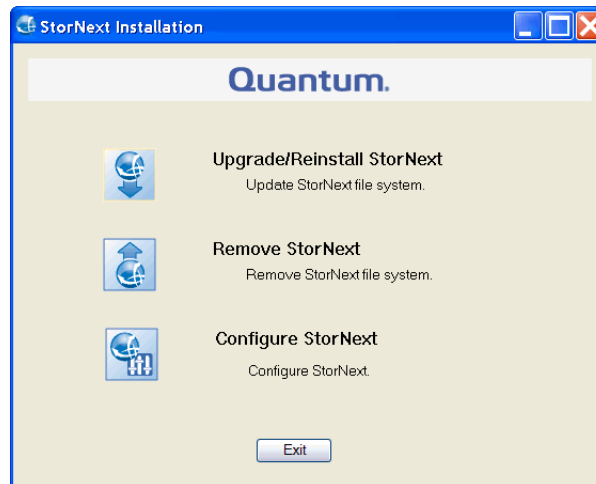 StorNext Installation
Quantum.
Upgrade/Reinstall StorNext
Update StorNext file system.
Remove StorNext
Remove StorNext file system.
Configure StorNext
Configure StorNext.
Exit